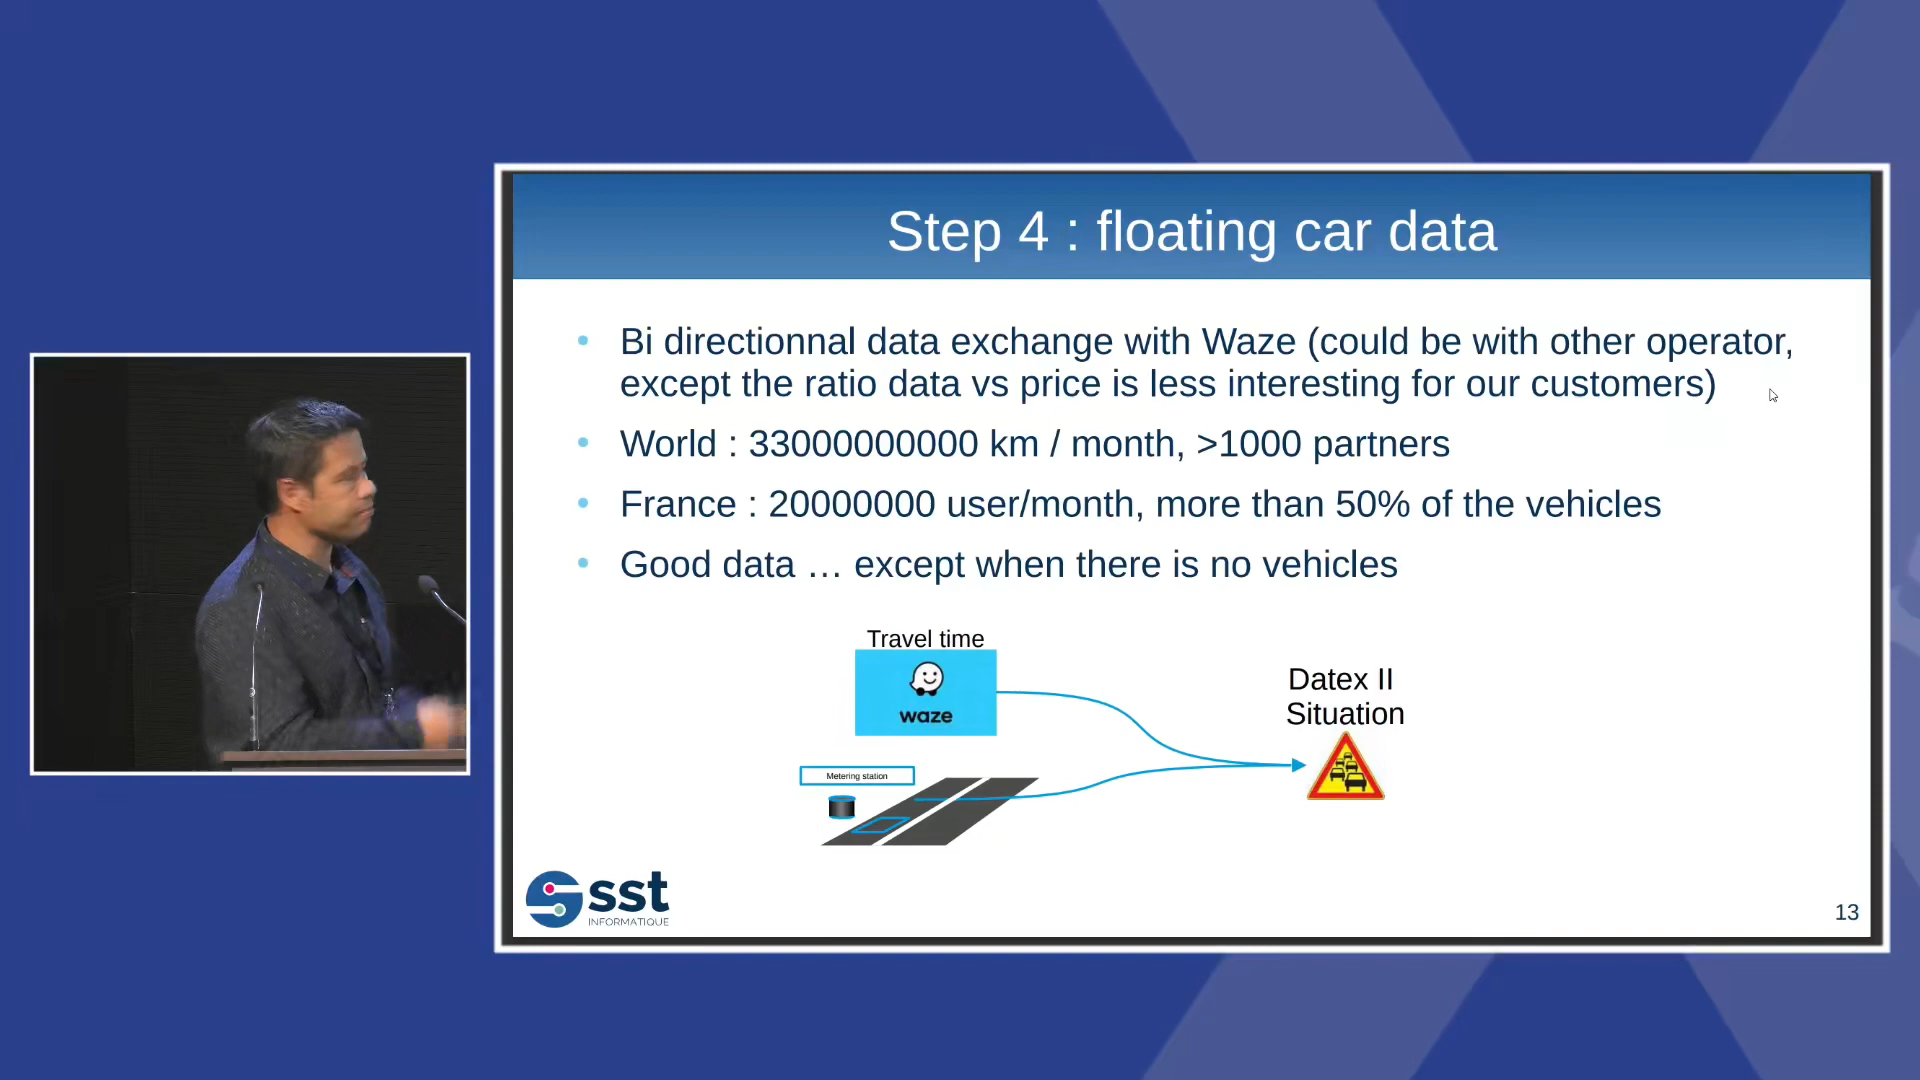 Step 4 : floating car data
Bi directionnal data exchange with Waze (could be with other operator,
except the ratio data vs price is less interesting for our customers)
World : 33000000000 km / month, >1000 partners
France : 20000000 user/month, more than 50% of the vehicles
Good data … except when there is no vehicles
Travel time
waze
Metering station
Datex II
Situation
sst
INFORMATIQUE
13